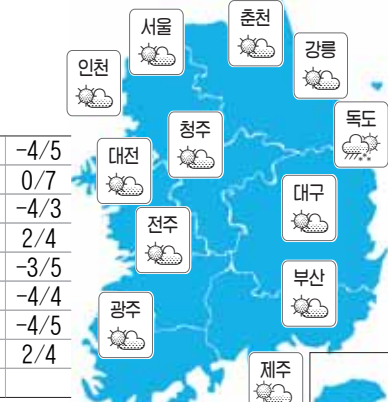 서울
춘천
강릉
인천
독도
청주
대전
대구
전주
부산
광주
제주
-4/5
0/7
-4/3
2/4
-3/5
-4/4
-4/5
2/4